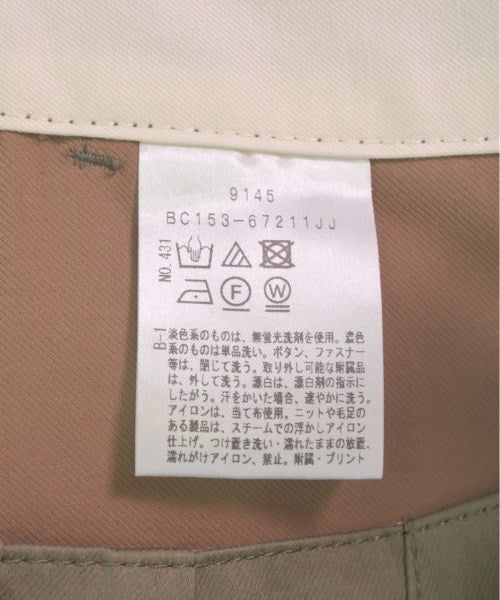 9145
BC153-67211JJ
NO.431
F
W
B-1
淡色系のものは、無蛍光洗剤を使用。濃色
系のものは単品洗い。ボタン、ファスナー
等は、閉じて洗う。取り外し可能な附属品
は、外して洗う。漂白は、漂白剤の指示に
したがう。汗をかいた場合、速やかに洗う。
アイロンは、当て布使用。ニットや毛足の
ある製品は、スチームでの浮かしアイロン
仕上げ。つけ置き洗い・濡れたままの放置、
濡れがけアイロン、禁止。附属・プリント